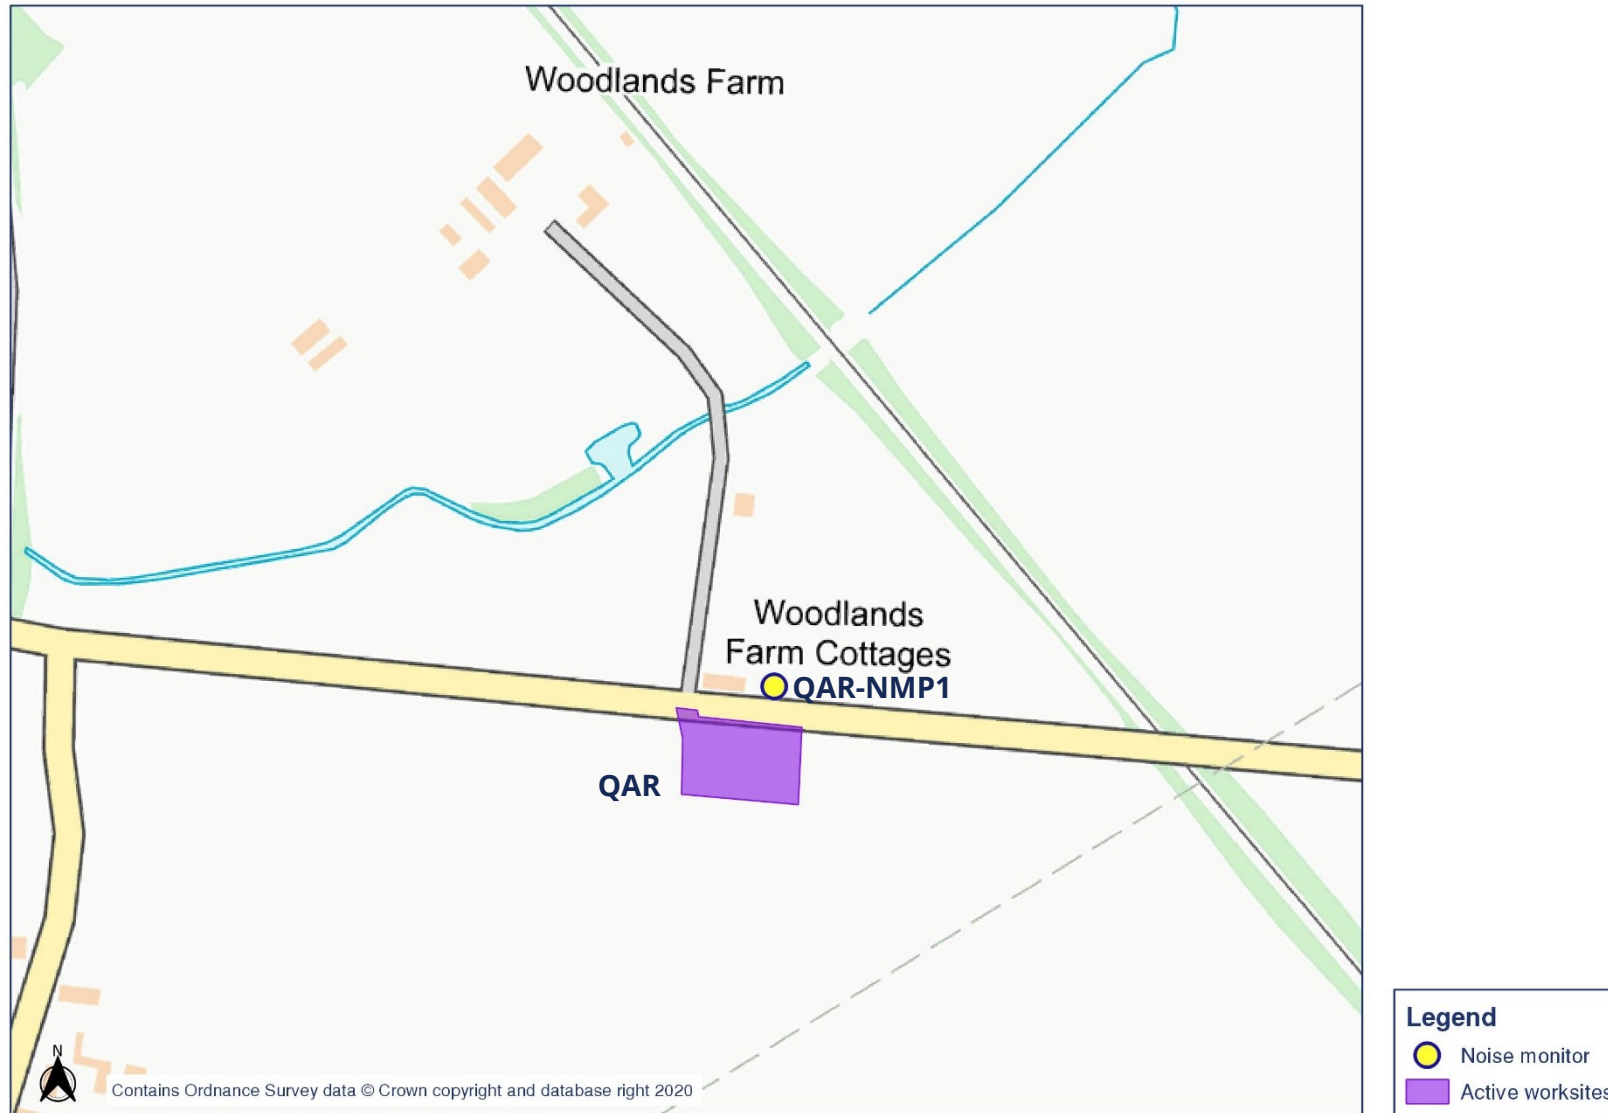 Woodlands Farm
Woodlands
Farm Cottages
QAR-NMP1
QAR
N
Contains Ordnance Survey data © Crown copyright and database right 2020
Legend
Noise monitor
Active worksites